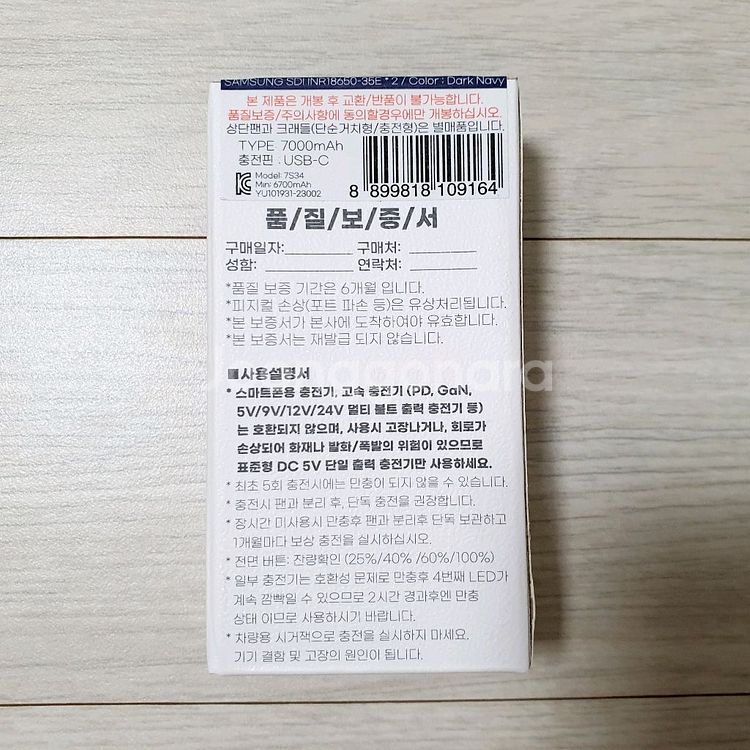 SAMSUNG SDI INR18650-35E * 2 / Color : Dark Navy
본 제품은 개봉 후 교환/반품이 불가능합니다.
품질보증/주의사항에 동의할경우에만 개봉하십시오.
상단팬과 크래들(단순거치형/충전형)은 별매품입니다.
TYPE 7000mAh
충전핀 : USB-C
Model: 7S34
Min: 6700mAh
YU101931-23002
8 899818 109164
품/질/보/증/서
구매일자:________ 구매처: ________
성함: ________ 연락처: ________
*품질 보증 기간은 6개월 입니다.
*피지컬 손상(포트 파손 등)은 유상처리됩니다.
*본 보증서가 본사에 도착하여야 유효합니다.
*본 보증서는 재발급 되지 않습니다.
■사용설명서
* 스마트폰용 충전기, 고속 충전기 (PD, GaN,
5V/9V/12V/24V 멀티 볼트 출력 충전기 등)
는 호환되지 않으며, 사용시 고장나거나, 회로가
손상되어 화재나 발화/폭발의 위험이 있으므로
표준형 DC 5V 단일 출력 충전기만 사용하세요.
* 최초 5회 충전시에는 만충이 되지 않을 수 있습니다.
* 충전시 팬과 분리 후, 단독 충전을 권장합니다.
* 장시간 미사용시 만충후 팬과 분리후 단독 보관하고
1개월마다 보상 충전을 실시하십시오.
* 전면 버튼: 잔량확인 (25%/40% /60%/100%)
* 일부 충전기는 호환성 문제로 만충후 4번째 LED가
계속 깜빡일 수 있으므로 2시간 경과후엔 만충
상태 이므로 사용하시기 바랍니다.
* 차량용 시거잭으로 충전을 실시하지 마세요.
기기 결함 및 고장의 원인이 됩니다.